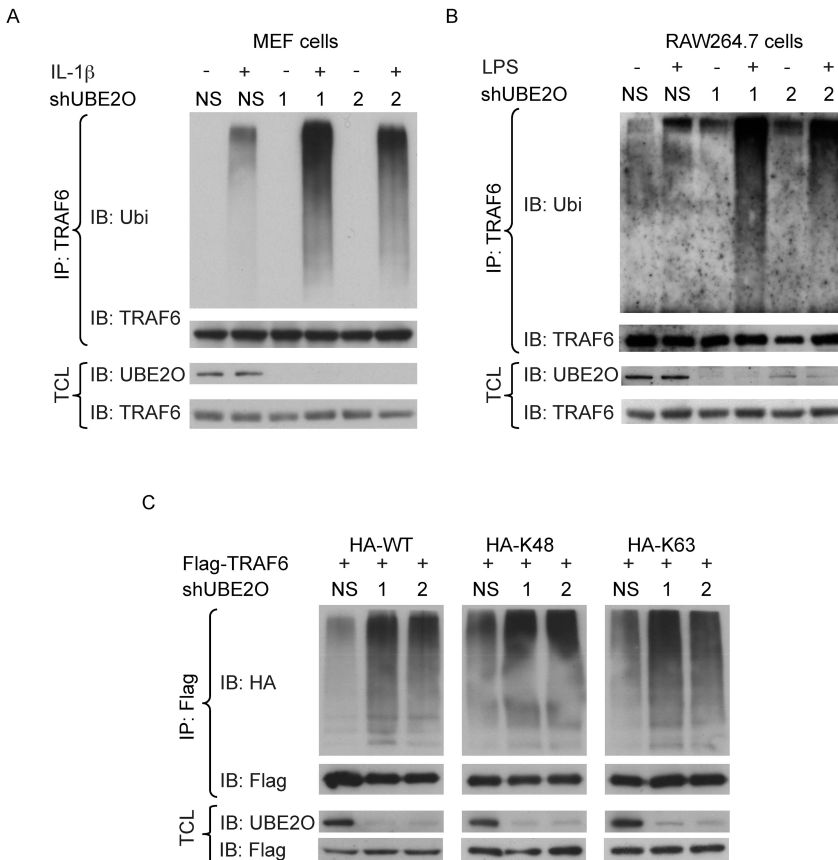 A
MEF cells
IL-1β - + - + - +
shUBE2O NS NS 1 1 2 2
IP: TRAF6
IB: Ubi
IB: TRAF6
TCL
IB: UBE2O
IB: TRAF6
B
RAW264.7 cells
LPS - + - + - +
shUBE2O NS NS 1 1 2 2
IP: TRAF6
IB: Ubi
IB: TRAF6
TCL
IB: UBE2O
IB: TRAF6
C
HA-WT HA-K48 HA-K63
Flag-TRAF6 + + + + + + + + +
shUBE2O NS 1 2 NS 1 2 NS 1 2
IP: Flag
IB: HA
IB: Flag
TCL
IB: UBE2O
IB: Flag